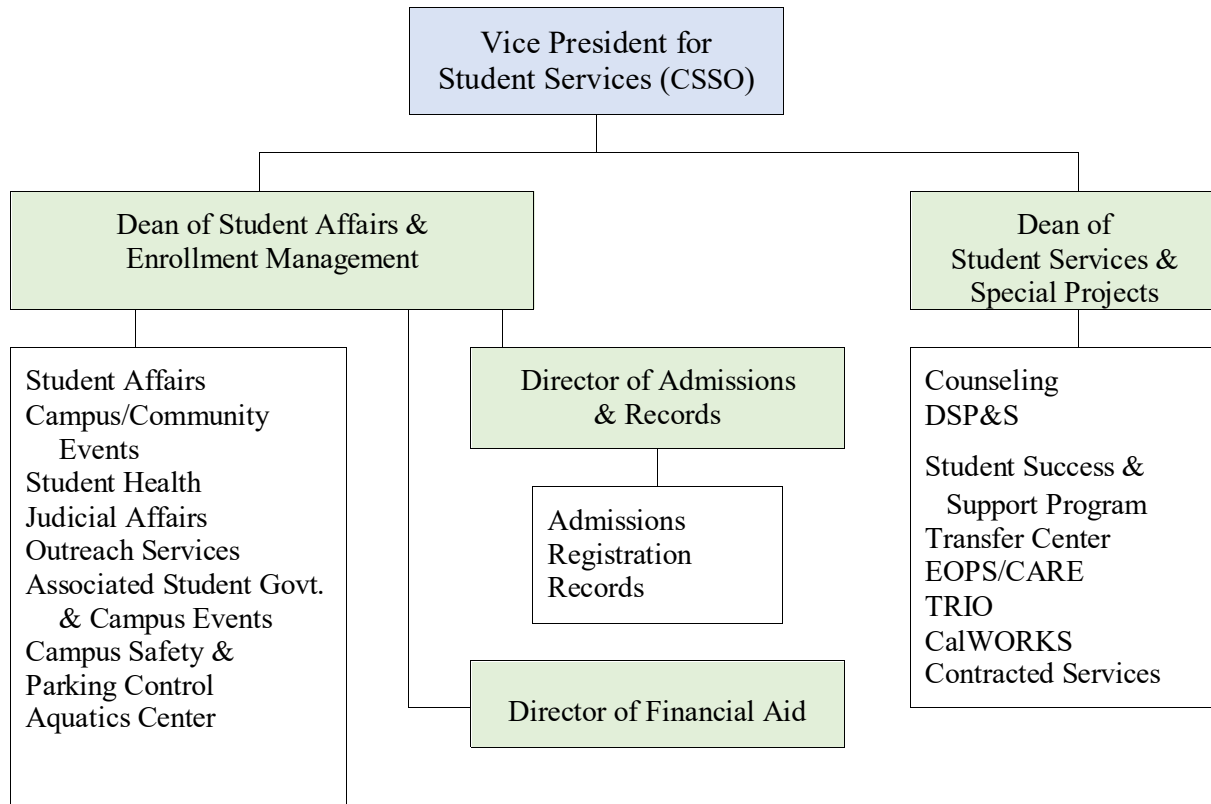 Vice President for
Student Services (CSSO)
Dean of Student Affairs &
Enrollment Management
Dean of
Student Services &
Special Projects
Student Affairs
Campus/Community
Events
Student Health
Judicial Affairs
Outreach Services
Associated Student Govt.
& Campus Events
Campus Safety &
Parking Control
Aquatics Center
Director of Admissions
& Records
Admissions
Registration
Records
Director of Financial Aid
Counseling
DSP&S
Student Success &
Support Program
Transfer Center
EOPS/CARE
TRIO
CalWORKS
Contracted Services